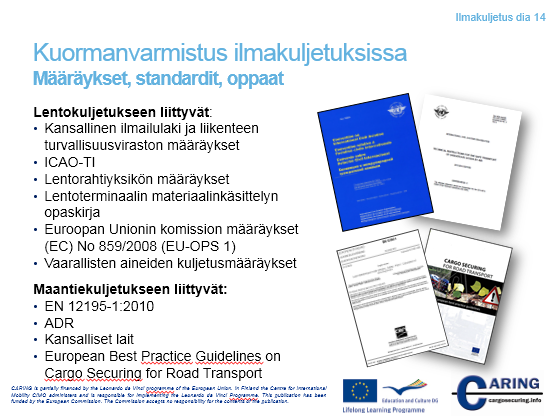 Ilmakuljetus dia 14
Kuormanvarmistus ilmakuljetuksissa
Määräykset, standardit, oppaat
Lentokuljetukseen liittyvät:
• Kansallinen ilmailulaki ja liikenteen
turvallisuusviraston määräykset
• ICAO-TI
• Lentorahtiyksikön määräykset
• Lentoterminaalin materiaalinkäsittelyn
opaskirja
• Euroopan Unionin komission määräykset
(EC) No 859/2008 (EU-OPS 1)
• Vaarallisten aineiden kuljetusmääräykset
Maantiekuljetukseen liittyvät:
• EN 12195-1:2010
• ADR
• Kansalliset lait
• European Best Practice Guidelines on
Cargo Securing for Road Transport
CARGO SECURING
FOR ROAD TRANSPORT
CARING is partially financed by the Leonardo da Vinci programme of the European Union. In Finland the Centre for International
Mobility CIMO administers and is responsible for implementing the Leonardo da Vinci Programme. This publication has been
funded by the European Commission. The Commission accepts no responsibility for the contents of the publication.
Education and Culture DG
Lifelong Learning Programme
CARING
cargosecuring.info